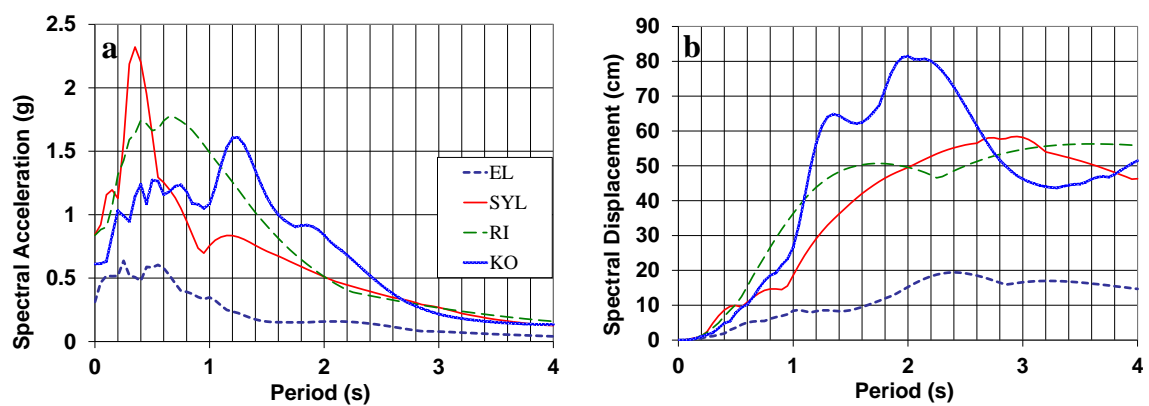 a
Spectral Acceleration (g)
2.5
2
1.5
1
0.5
0
0 1 2 3 4
Period (s)
EL
SYL
RI
KO
b
Spectral Displacement (cm)
90
80
70
60
50
40
30
20
10
0
0 1 2 3 4
Period (s)